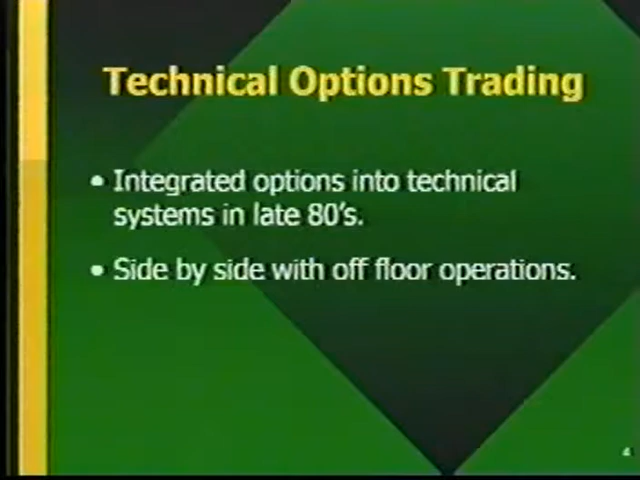 Technical Options Trading
• Integrated options into technical
systems in late 80's.
• Side by side with off floor operations.
4